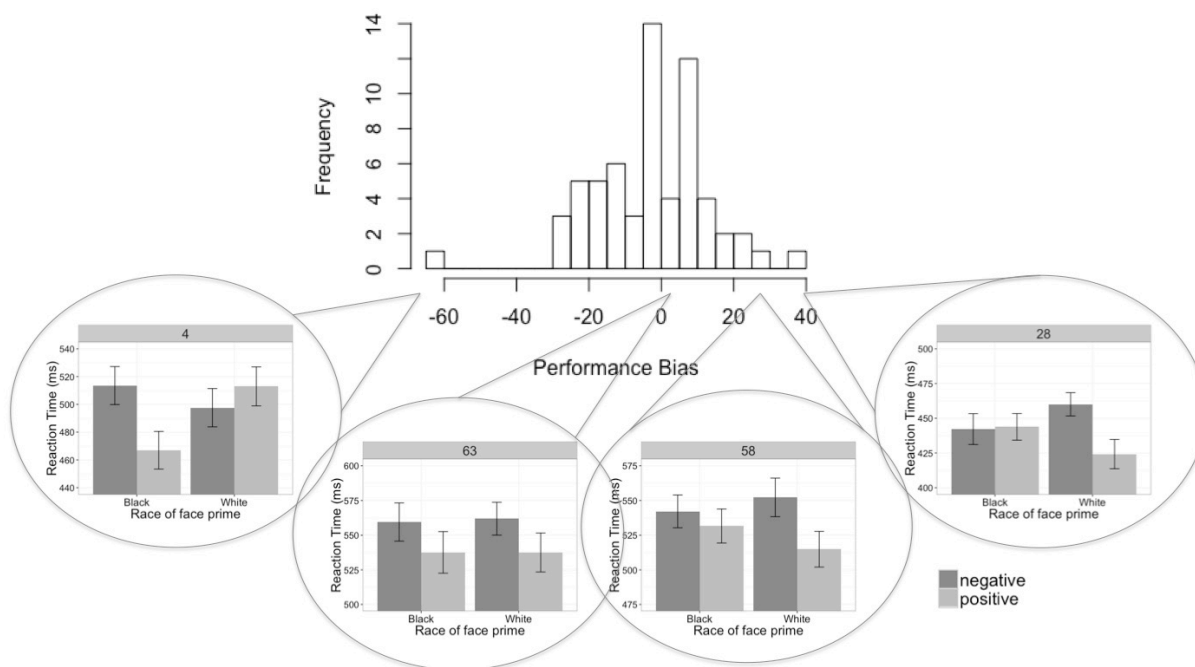 Frequency
14
10
6
4
2
0
-60
-40
-20
0
20
40
Performance Bias
4
Reaction Time (ms)
540
520
500
480
460
440
Black
White
Race of face prime
63
Reaction Time (ms)
600
575
550
525
500
Black
White
Race of face prime
58
Reaction Time (ms)
575
550
525
500
475
Black
White
Race of face prime
28
Reaction Time (ms)
500
475
450
425
400
Black
White
Race of face prime
negative
positive